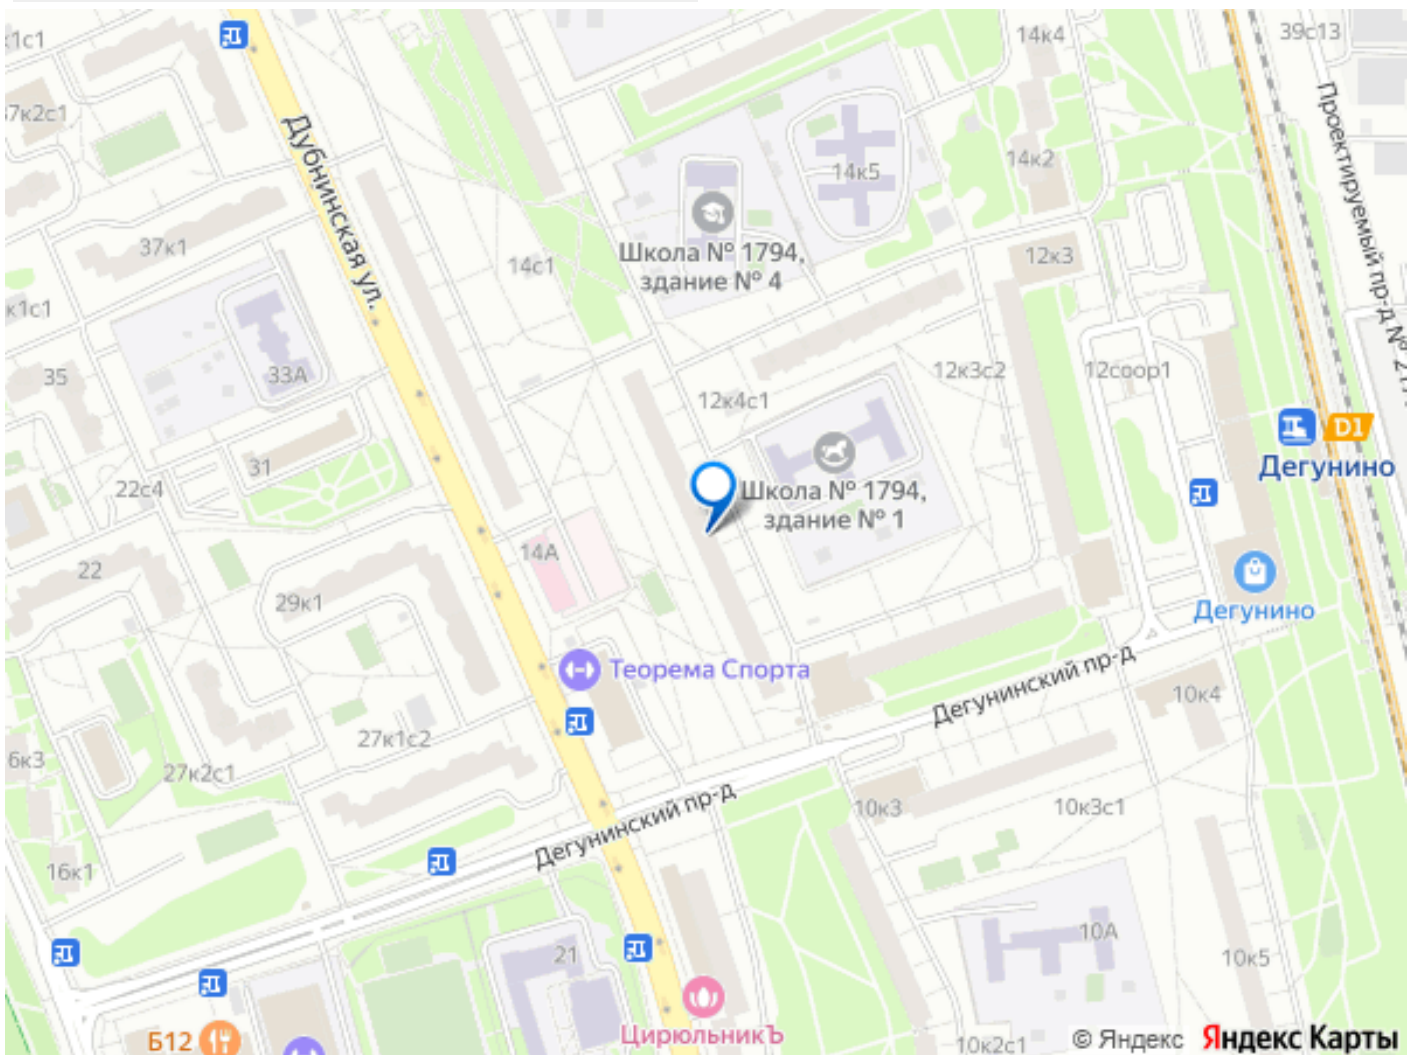 14к4
39с13
к1с1
37к2с1
Дубнинская ул.
Проектируемый пр-д № 217
14к2
14к5
37к1
14с1
Школа № 1794,
здание № 4
12к3
к1с1
35
33А
12к4с1
12к3с2
12соор1
D1
Дегунино
31
22с4
Школа № 1794,
здание № 1
14А
22
29к1
Дегунино
Теорема Спорта
Дегунинский пр-д
10к4
27к1с2
6к3
27к2с1
Дегунинский пр-д
10к3
10к3с1
16к1
21
10А
10к5
Б12
ЦирюльникЪ
10к2с1
© Яндекс
Яндекс Карты